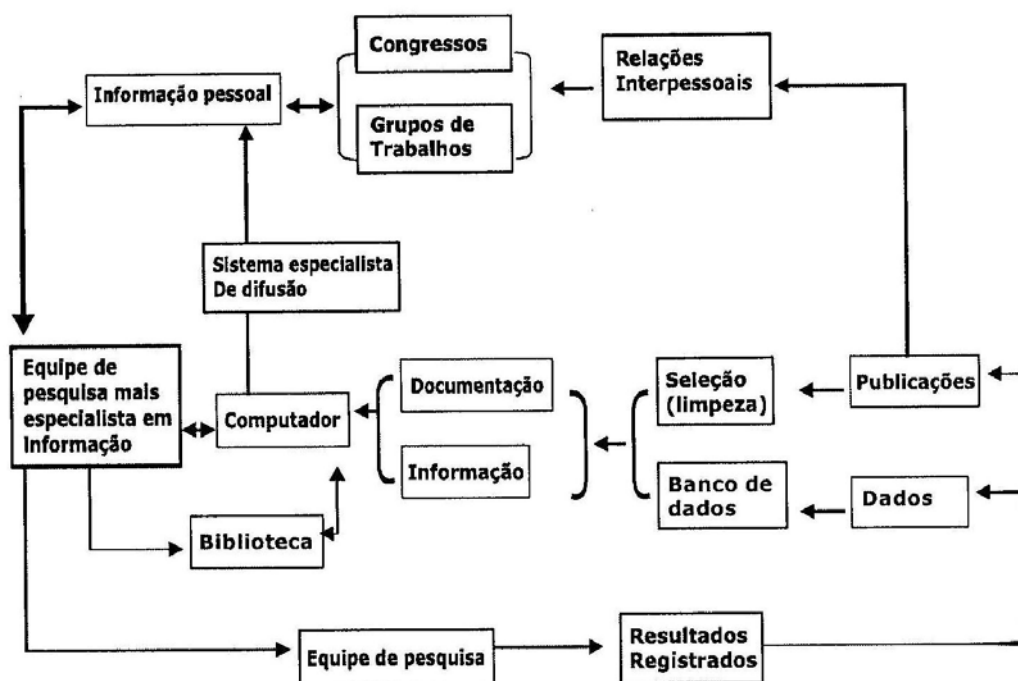 Congressos
Relações
Interpessoais
Informação pessoal
Grupos de
Trabalhos
Sistema especialista
De difusão
Equipe de
pesquisa mais
especialista em
Informação
Computador
Documentação
Informação
Seleção
(limpeza)
Publicações
Banco de
dados
Dados
Biblioteca
Equipe de pesquisa
Resultados
Registrados